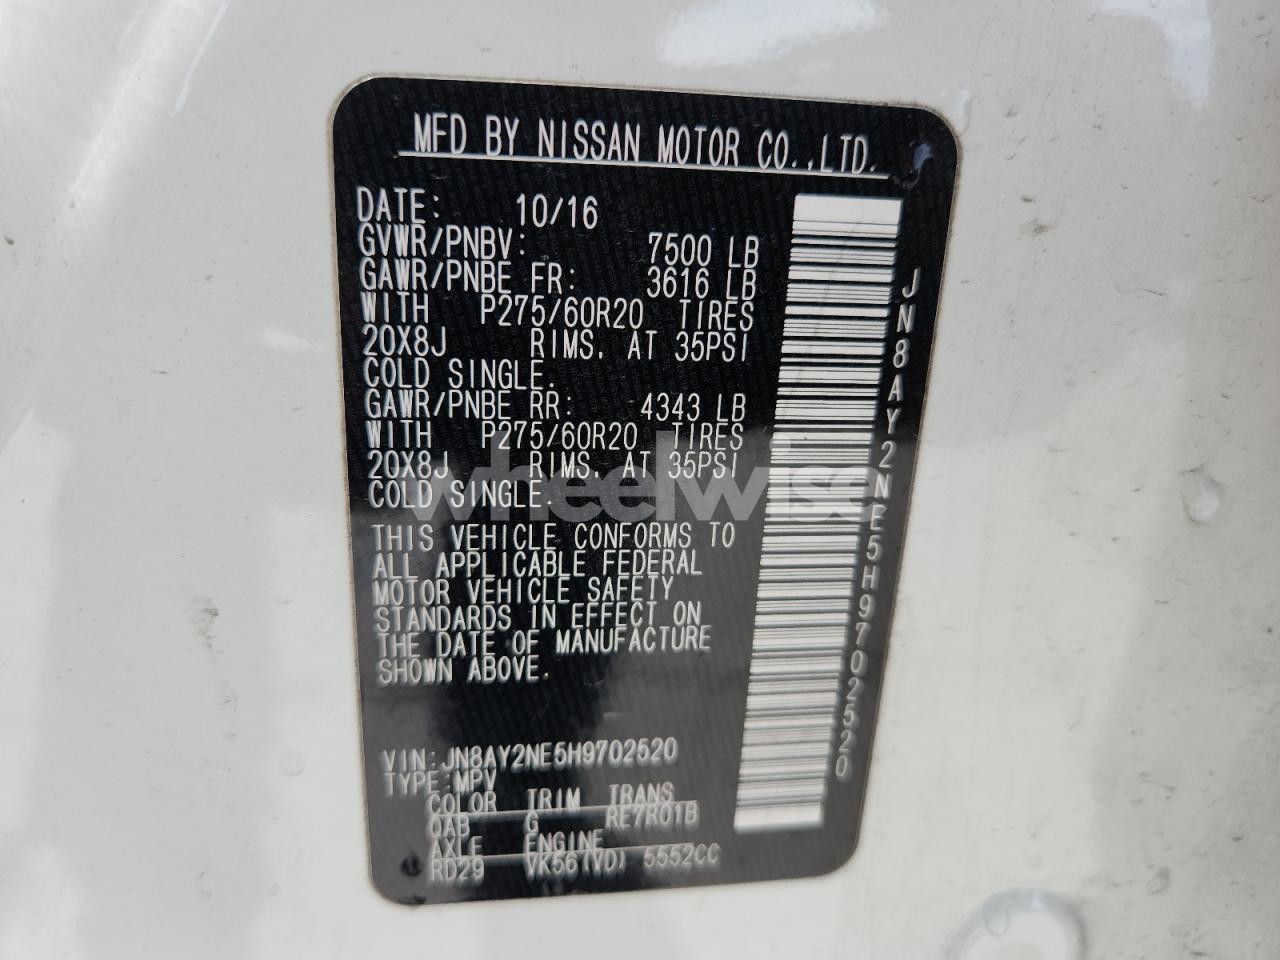 MFD BY NISSAN MOTOR CO.,LTD.
DATE: 10/16
GVWR/PNBV: 7500 LB
GAWR/PNBE FR: 3616 LB
WITH P275/60R20 TIRES
20X8J RIMS, AT 35PSI
COLD SINGLE.
GAWR/PNBE RR: 4343 LB
WITH P275/60R20 TIRES
20X8J RIMS, AT 35PSI
COLD SINGLE.
THIS VEHICLE CONFORMS TO
ALL APPLICABLE FEDERAL
MOTOR VEHICLE SAFETY
STANDARDS IN EFFECT ON
THE DATE OF MANUFACTURE
SHOWN ABOVE.
VIN:JN8AY2NE5H9702520
TYPE:MPV
COLOR TRIM TRANS
QAB G RE7R01B
AXLE ENGINE
RD29 VK56(VD) 5552CC
JN8AY2NE5H9702520
wheelwise